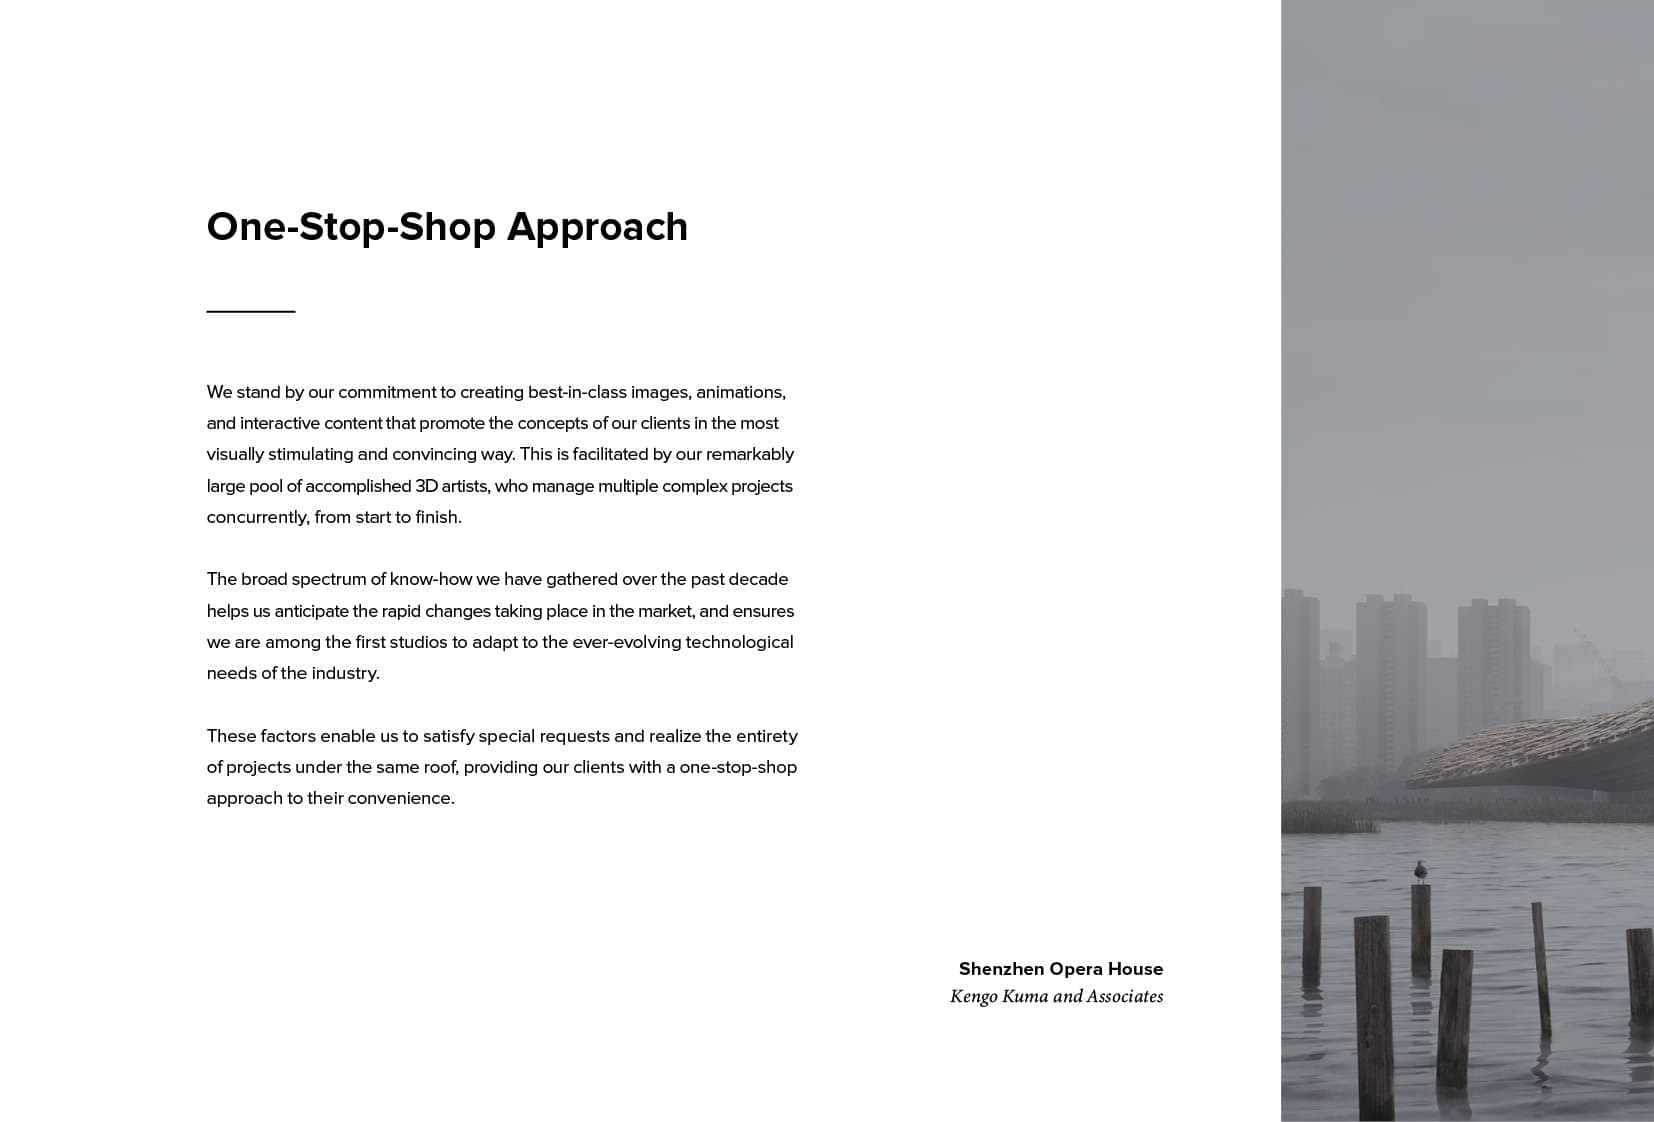 One-Stop-Shop Approach
We stand by our commitment to creating best-in-class images, animations,
and interactive content that promote the concepts of our clients in the most
visually stimulating and convincing way. This is facilitated by our remarkably
large pool of accomplished 3D artists, who manage multiple complex projects
concurrently, from start to finish.
The broad spectrum of know-how we have gathered over the past decade
helps us anticipate the rapid changes taking place in the market, and ensures
we are among the first studios to adapt to the ever-evolving technological
needs of the industry.
These factors enable us to satisfy special requests and realize the entirety
of projects under the same roof, providing our clients with a one-stop-shop
approach to their convenience.
Shenzhen Opera House
Kengo Kuma and Associates